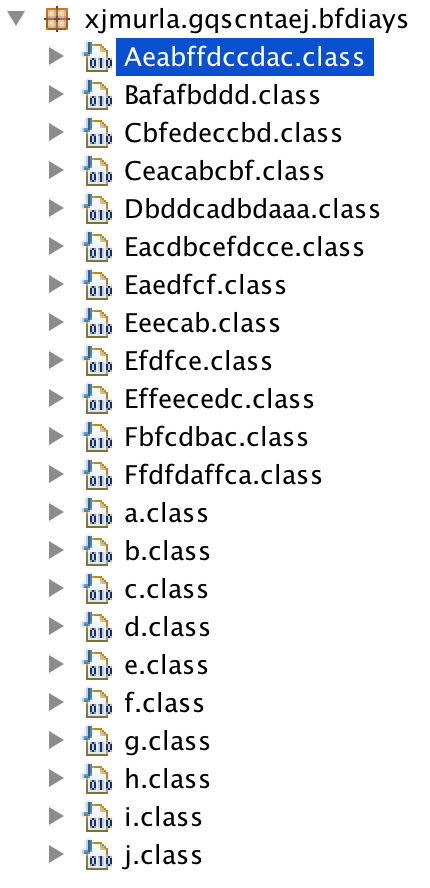 xjmurla.gqscntaej.bfdiays
Aeabffdccdac.class
Bafafbddd.class
Cbfedeccbd.class
Ceacabcbf.class
Dbddcadbdaaa.class
Eacdbcefdcce.class
Eaedfcf.class
Eeecab.class
Efdfce.class
Effeecedc.class
Fbfcdbac.class
Ffdfdaffca.class
a.class
b.class
c.class
d.class
e.class
f.class
g.class
h.class
i.class
j.class